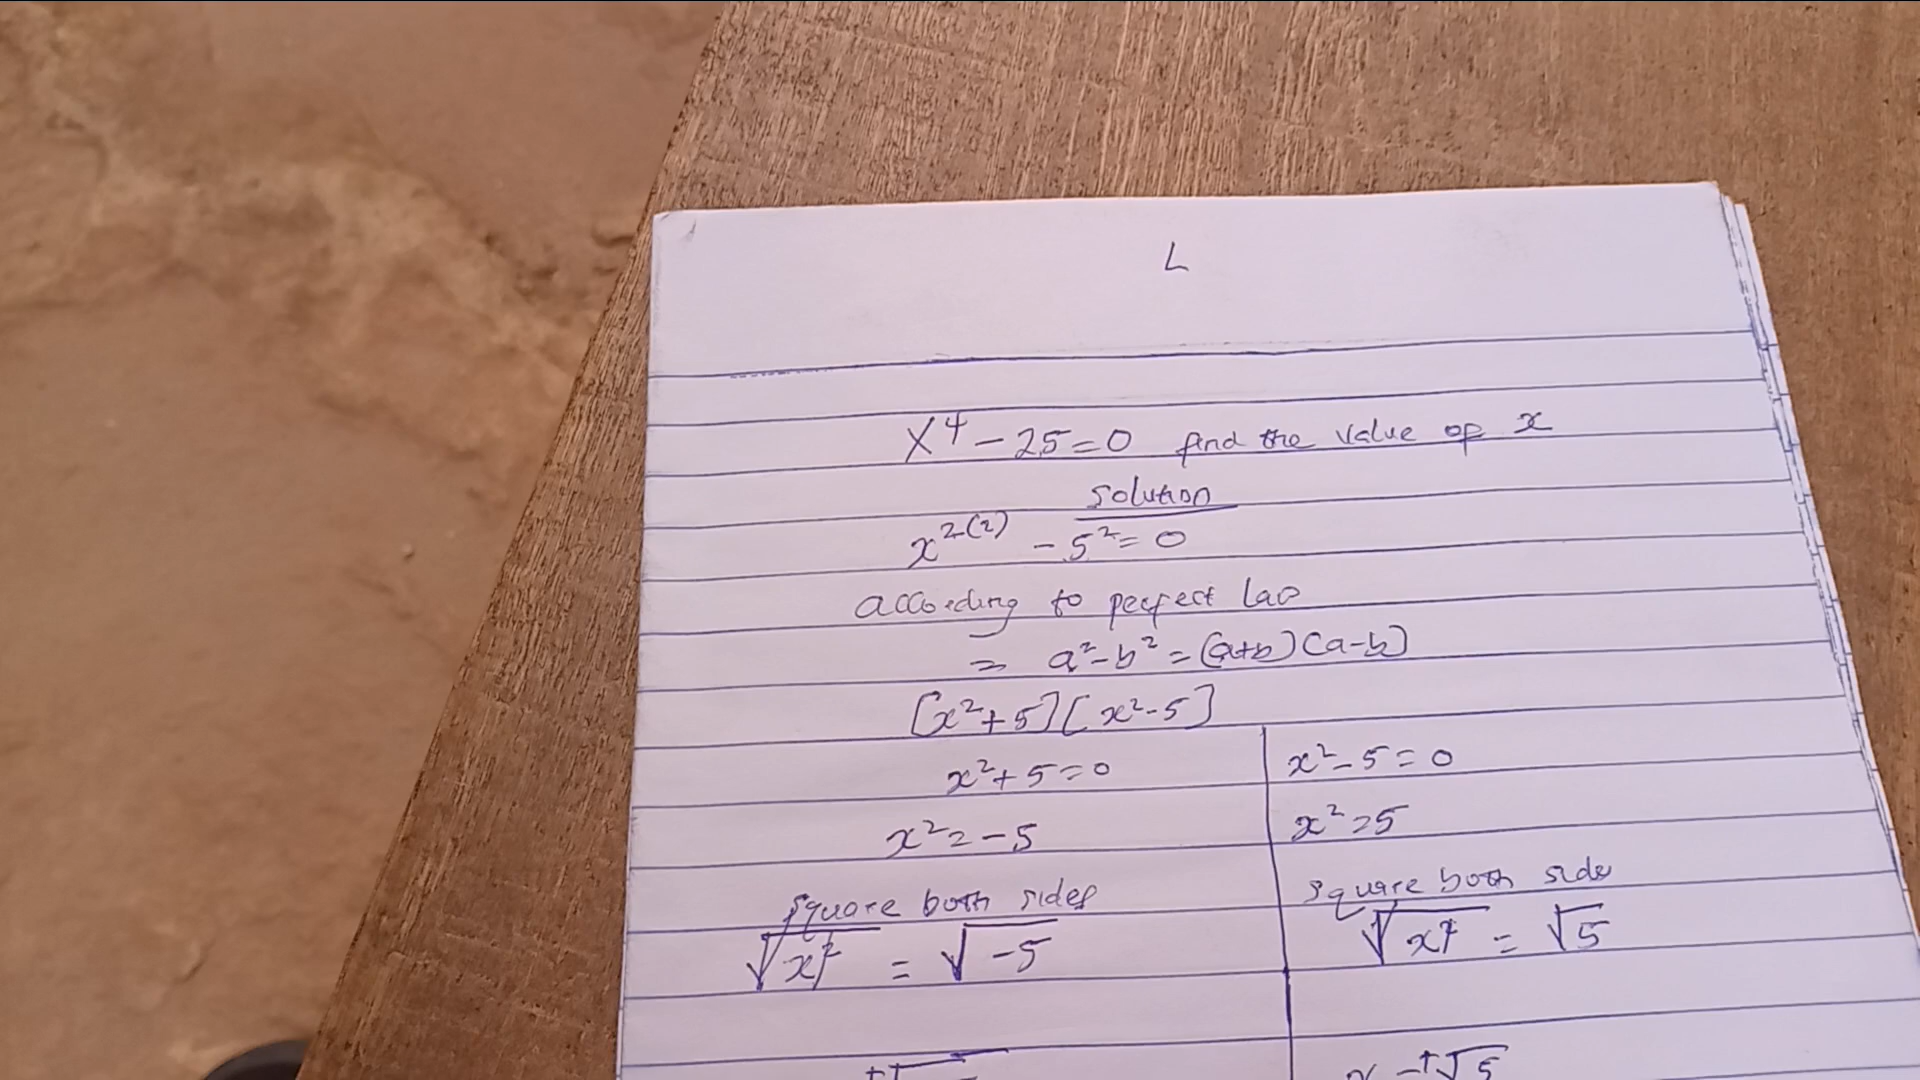 L
X⁴ - 25 = 0 find the value of x
solution
x²⁽²⁾ - 5² = 0
according to perfect Lao
= a² - b² = (a+b)(a-b)
[x²+5][x²-5]
x² + 5 = 0
x² = -5
square both sides
√x² = √-5
x² - 5 = 0
x² = 5
square both side
√x² = √5
x = ±√5